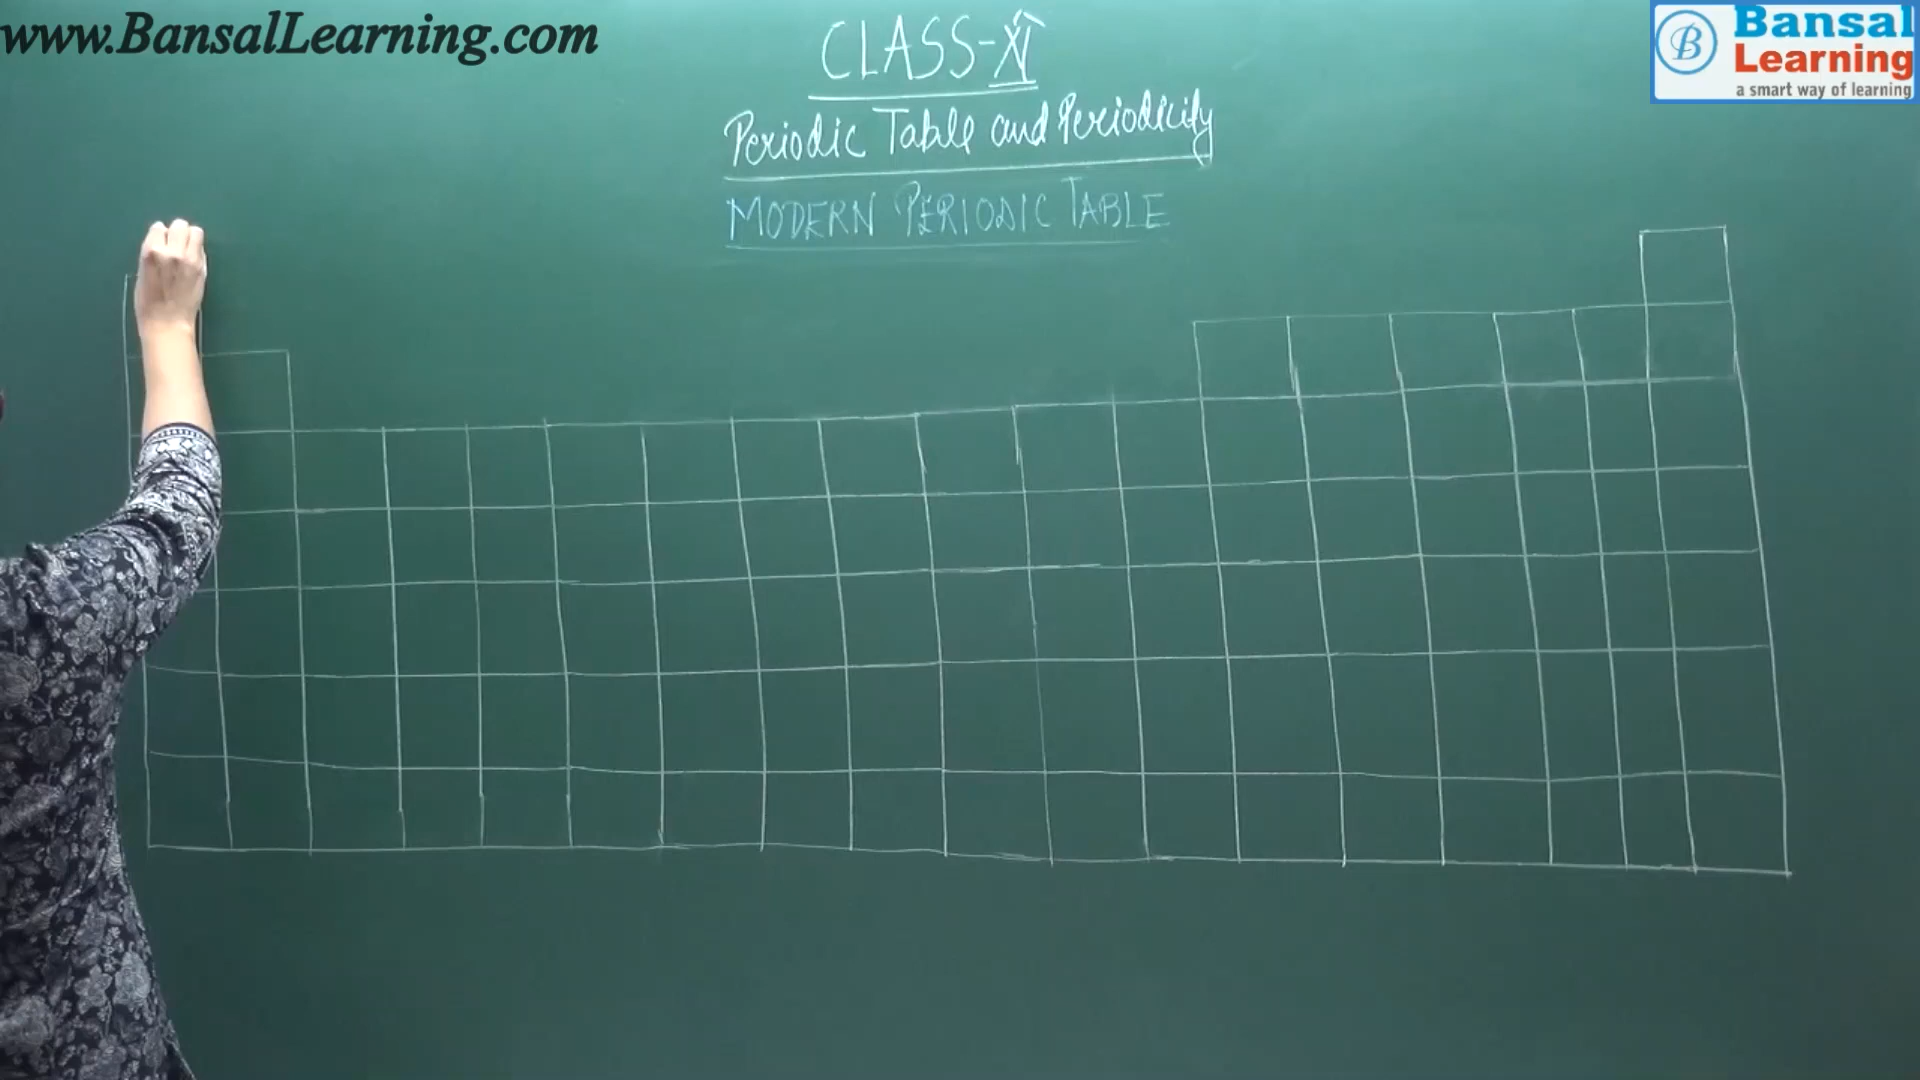 www.BansalLearning.com
CLASS-XI
Periodic Table and Periodicity
MODERN PERIODIC TABLE
B
Bansal
Learning
a smart way of learning